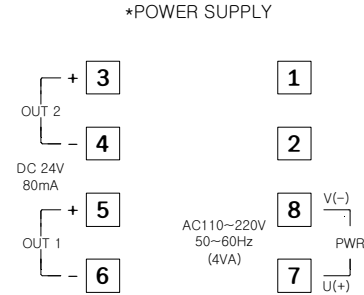 *POWER SUPPLY
+ 3
1
OUT 2
- 4
2
DC 24V
80mA
+ 5
8 V(-)
AC110~220V
50~60Hz
(4VA)
OUT 1
PWR
- 6
7 U(+)